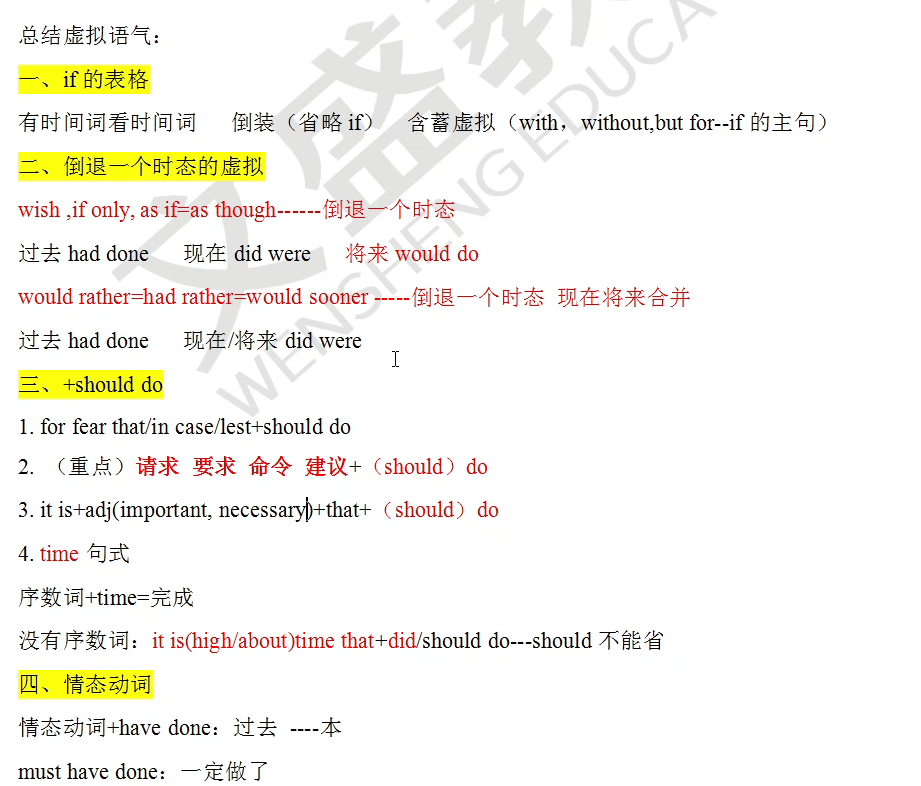 总结虚拟语气：
一、if 的表格
有时间词看时间词 倒装（省略 if） 含蓄虚拟（with，without,but for--if 的主句）
二、倒退一个时态的虚拟
wish ,if only, as if=as though------倒退一个时态
过去 had done 现在 did were 将来 would do
would rather=had rather=would sooner -----倒退一个时态 现在将来合并
过去 had done 现在/将来 did were
三、+should do
1. for fear that/in case/lest+should do
2. （重点）请求 要求 命令 建议+（should）do
3. it is+adj(important, necessary)+that+（should）do
4. time 句式
序数词+time=完成
没有序数词：it is(high/about)time that+did/should do---should 不能省
四、情态动词
情态动词+have done：过去 ----本
must have done：一定做了
文盛教
WENSHENG EDUCA